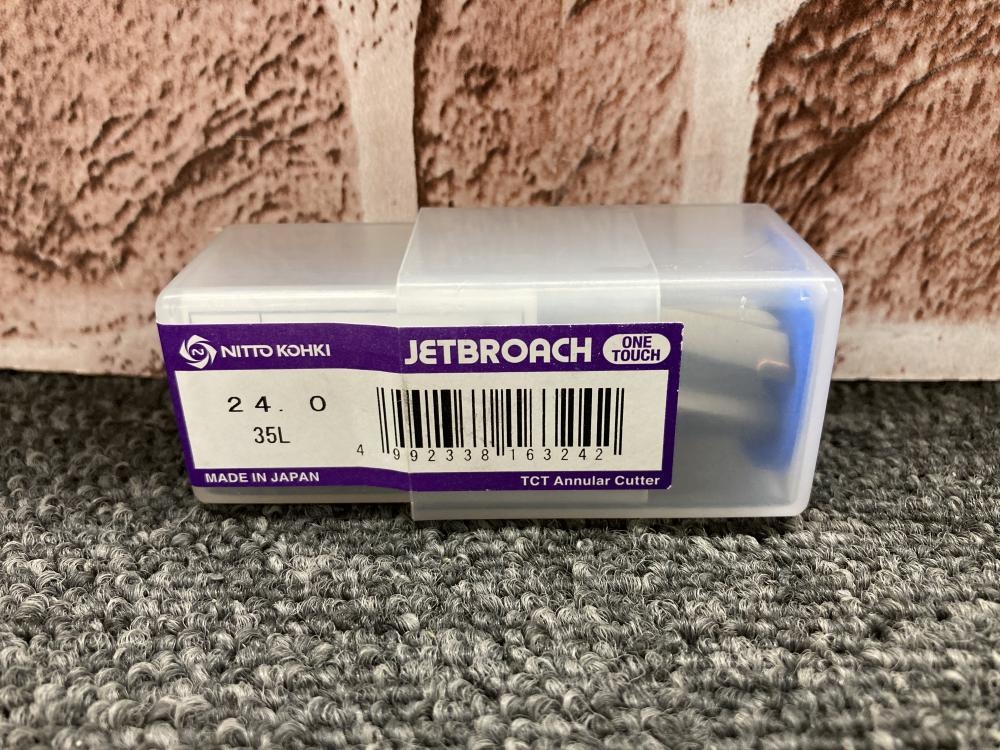 NITTO KOHKI
JETBROACH ONE TOUCH
24.0
35L
4 992338 163242
MADE IN JAPAN
TCT Annular Cutter